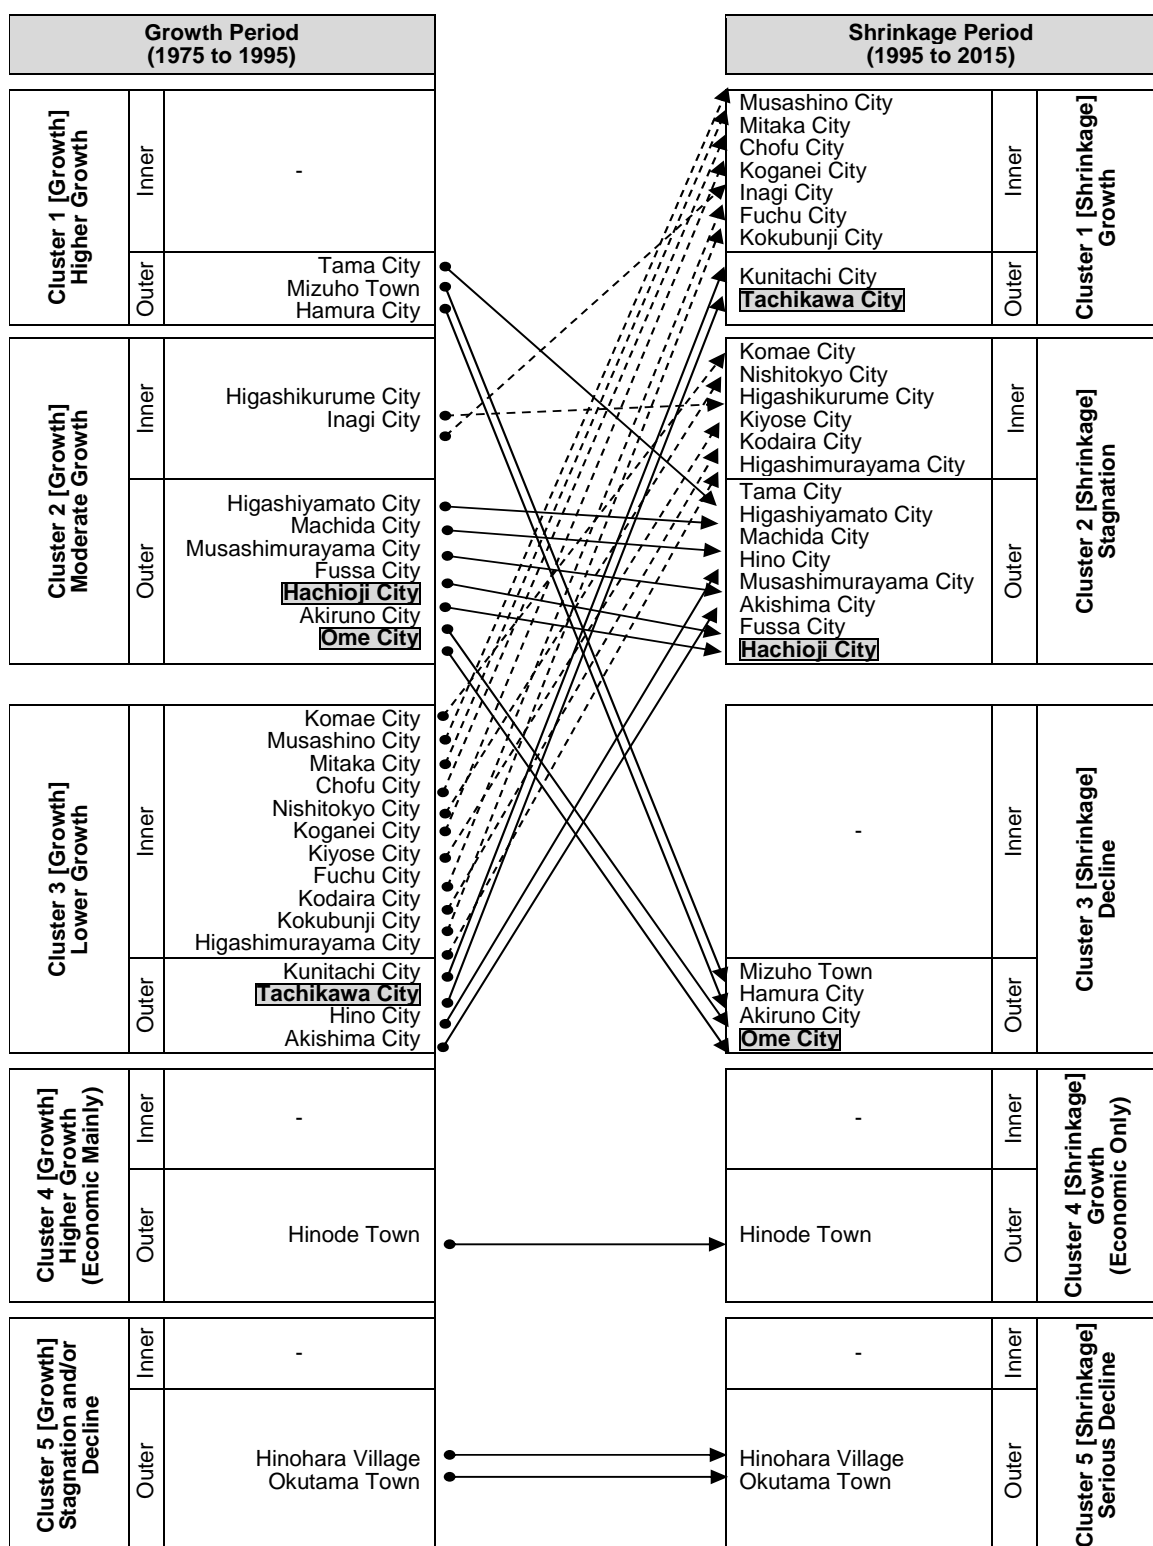 Growth Period
(1975 to 1995)
Shrinkage Period
(1995 to 2015)
Cluster 1 [Growth]
Higher Growth
Inner
-
Outer
Tama City
Mizuho Town
Hamura City
Musashino City
Mitaka City
Chofu City
Koganei City
Inagi City
Fuchu City
Kokubunji City
Inner
Kunitachi City
Tachikawa City
Outer
Cluster 1 [Shrinkage]
Growth
Cluster 2 [Growth]
Moderate Growth
Inner
Higashikurume City
Inagi City
Outer
Higashiyamato City
Machida City
Musashimurayama City
Fussa City
Hachioji City
Akiruno City
Ome City
Komae City
Nishitokyo City
Higashikurume City
Kiyose City
Kodaira City
Higashimurayama City
Inner
Tama City
Higashiyamato City
Machida City
Hino City
Musashimurayama City
Akishima City
Fussa City
Hachioji City
Outer
Cluster 2 [Shrinkage]
Stagnation
Cluster 3 [Growth]
Lower Growth
Inner
Komae City
Musashino City
Mitaka City
Chofu City
Nishitokyo City
Koganei City
Kiyose City
Fuchu City
Kodaira City
Kokubunji City
Higashimurayama City
Outer
Kunitachi City
Tachikawa City
Hino City
Akishima City
-
Inner
Mizuho Town
Hamura City
Akiruno City
Ome City
Outer
Cluster 3 [Shrinkage]
Decline
Cluster 4 [Growth]
Higher Growth
(Economic Mainly)
Inner
-
Outer
Hinode Town
-
Inner
Hinode Town
Outer
Cluster 4 [Shrinkage]
Growth
(Economic Only)
Cluster 5 [Growth]
Stagnation and/or
Decline
Inner
-
Outer
Hinohara Village
Okutama Town
-
Inner
Hinohara Village
Okutama Town
Outer
Cluster 5 [Shrinkage]
Serious Decline